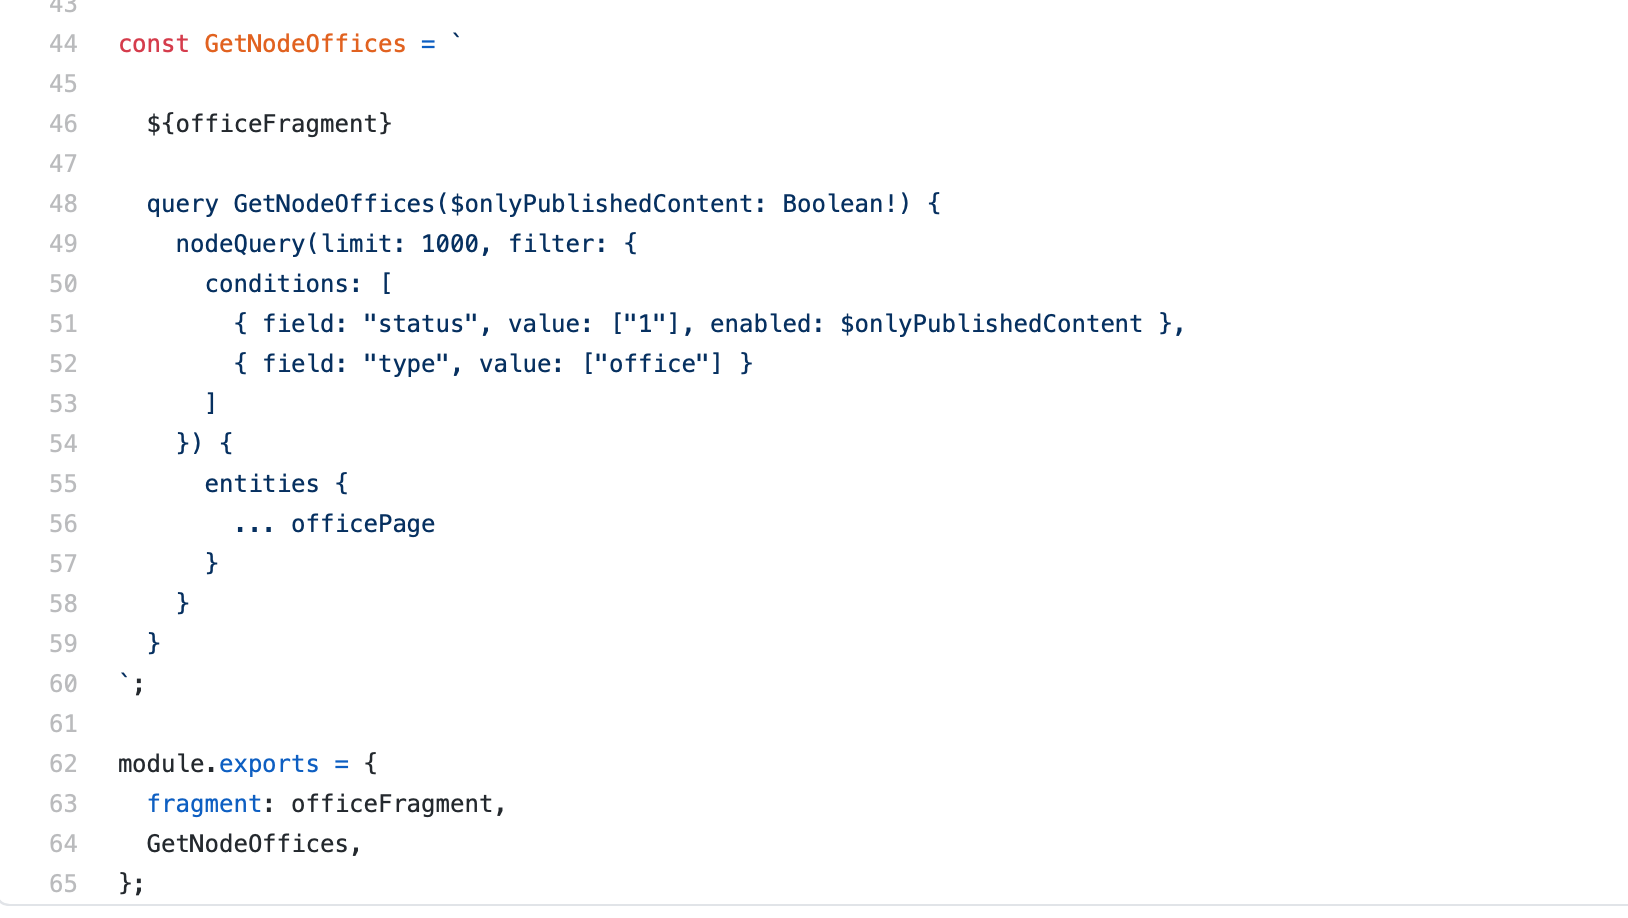 43
44 const GetNodeOffices = `
45
46   ${officeFragment}
47
48   query GetNodeOffices($onlyPublishedContent: Boolean!) {
49     nodeQuery(limit: 1000, filter: {
50       conditions: [
51         { field: "status", value: ["1"], enabled: $onlyPublishedContent },
52         { field: "type", value: ["office"] }
53       ]
54     }) {
55       entities {
56         ... officePage
57       }
58     }
59   }
60 `;
61
62 module.exports = {
63   fragment: officeFragment,
64   GetNodeOffices,
65 };